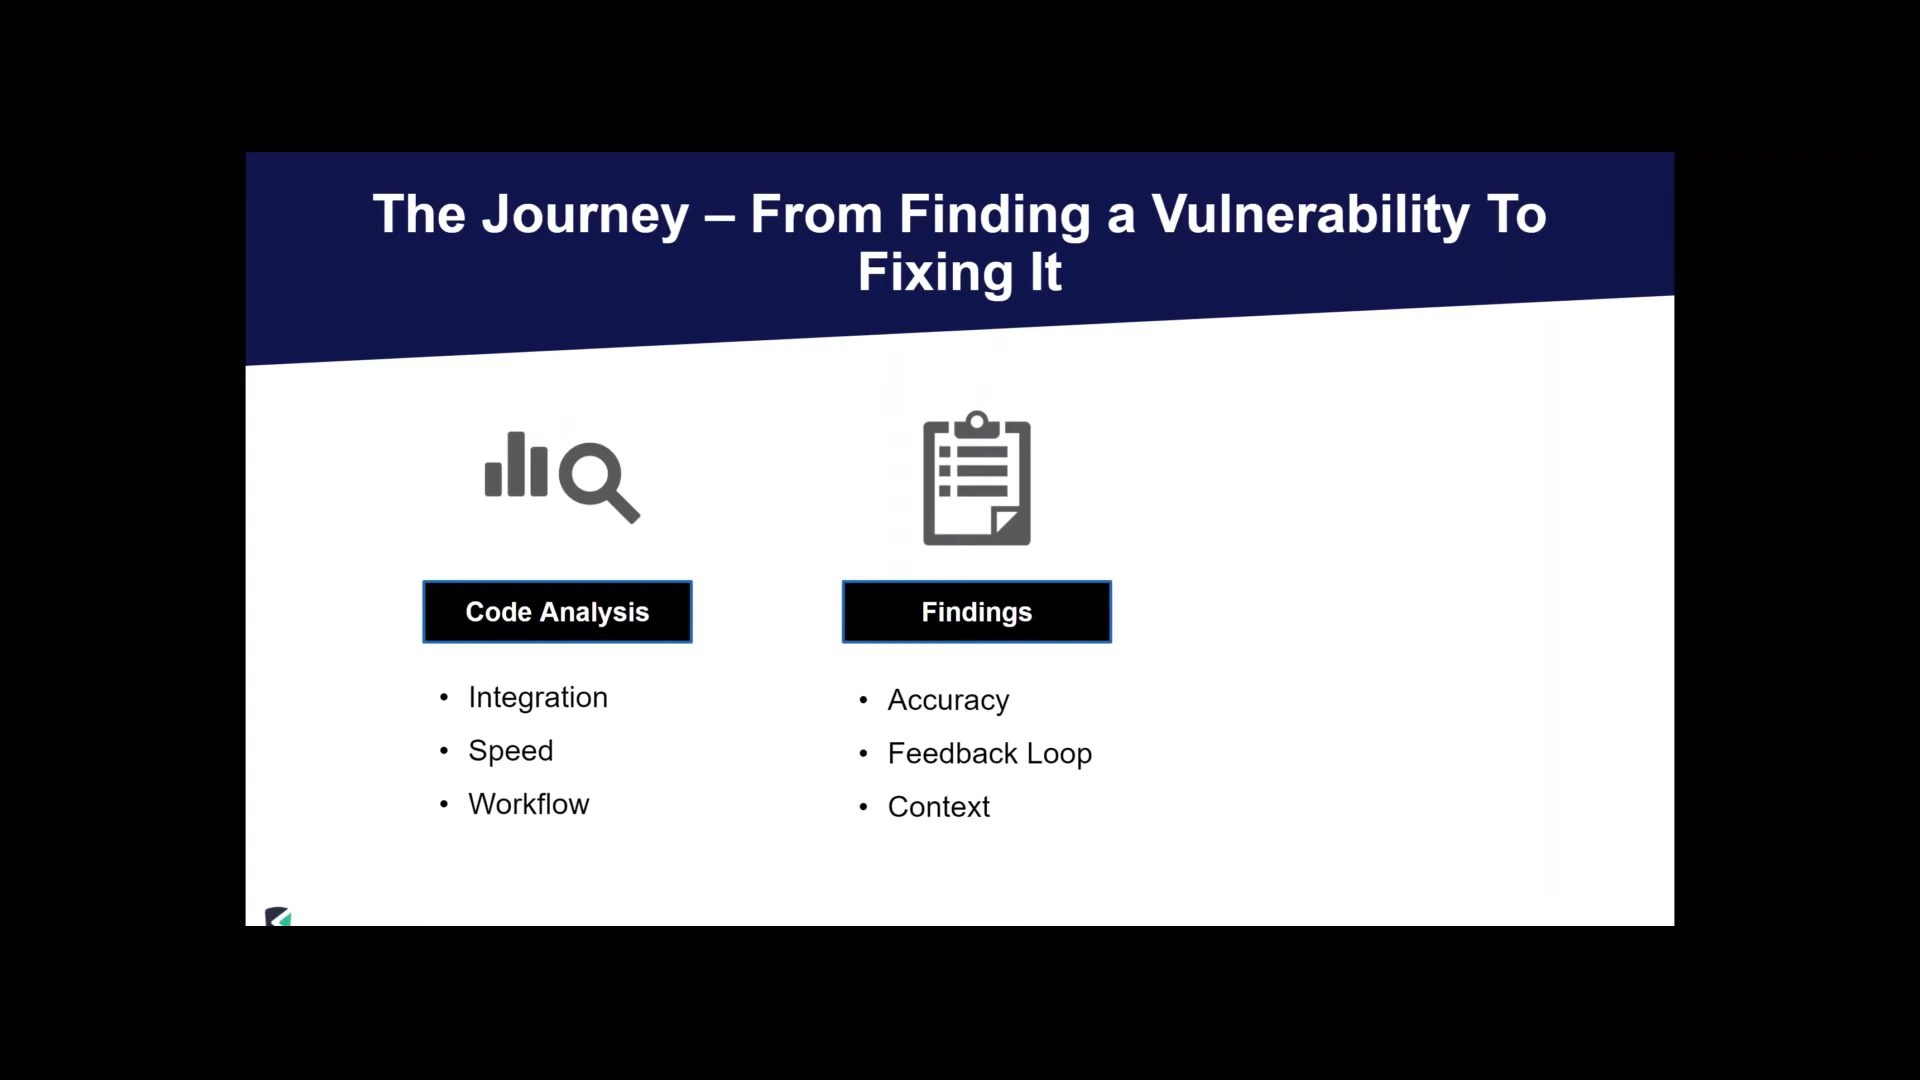 The Journey – From Finding a Vulnerability To
Fixing It
Code Analysis
• Integration
• Speed
• Workflow
Findings
• Accuracy
• Feedback Loop
• Context